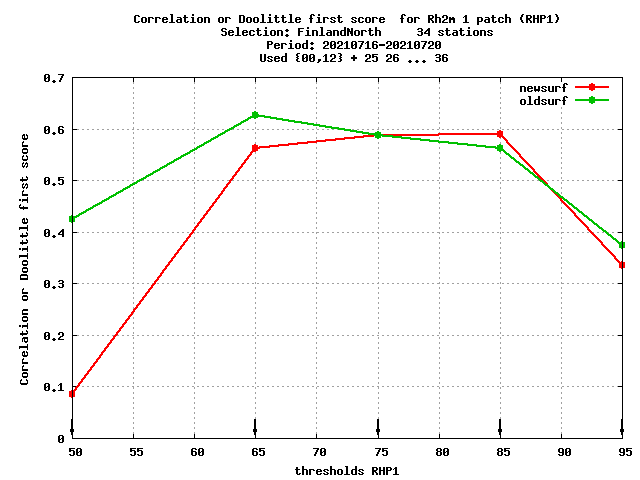 Correlation or Doolittle first score  for Rh2m 1 patch (RHP1)
Selection: FinlandNorth     34 stations
Period: 20210716-20210720
Used {00,12} + 25 26 ... 36
newsurf
oldsurf
Correlation or Doolittle first score
0.7
0.6
0.5
0.4
0.3
0.2
0.1
0
50 55 60 65 70 75 80 85 90 95
thresholds RHP1